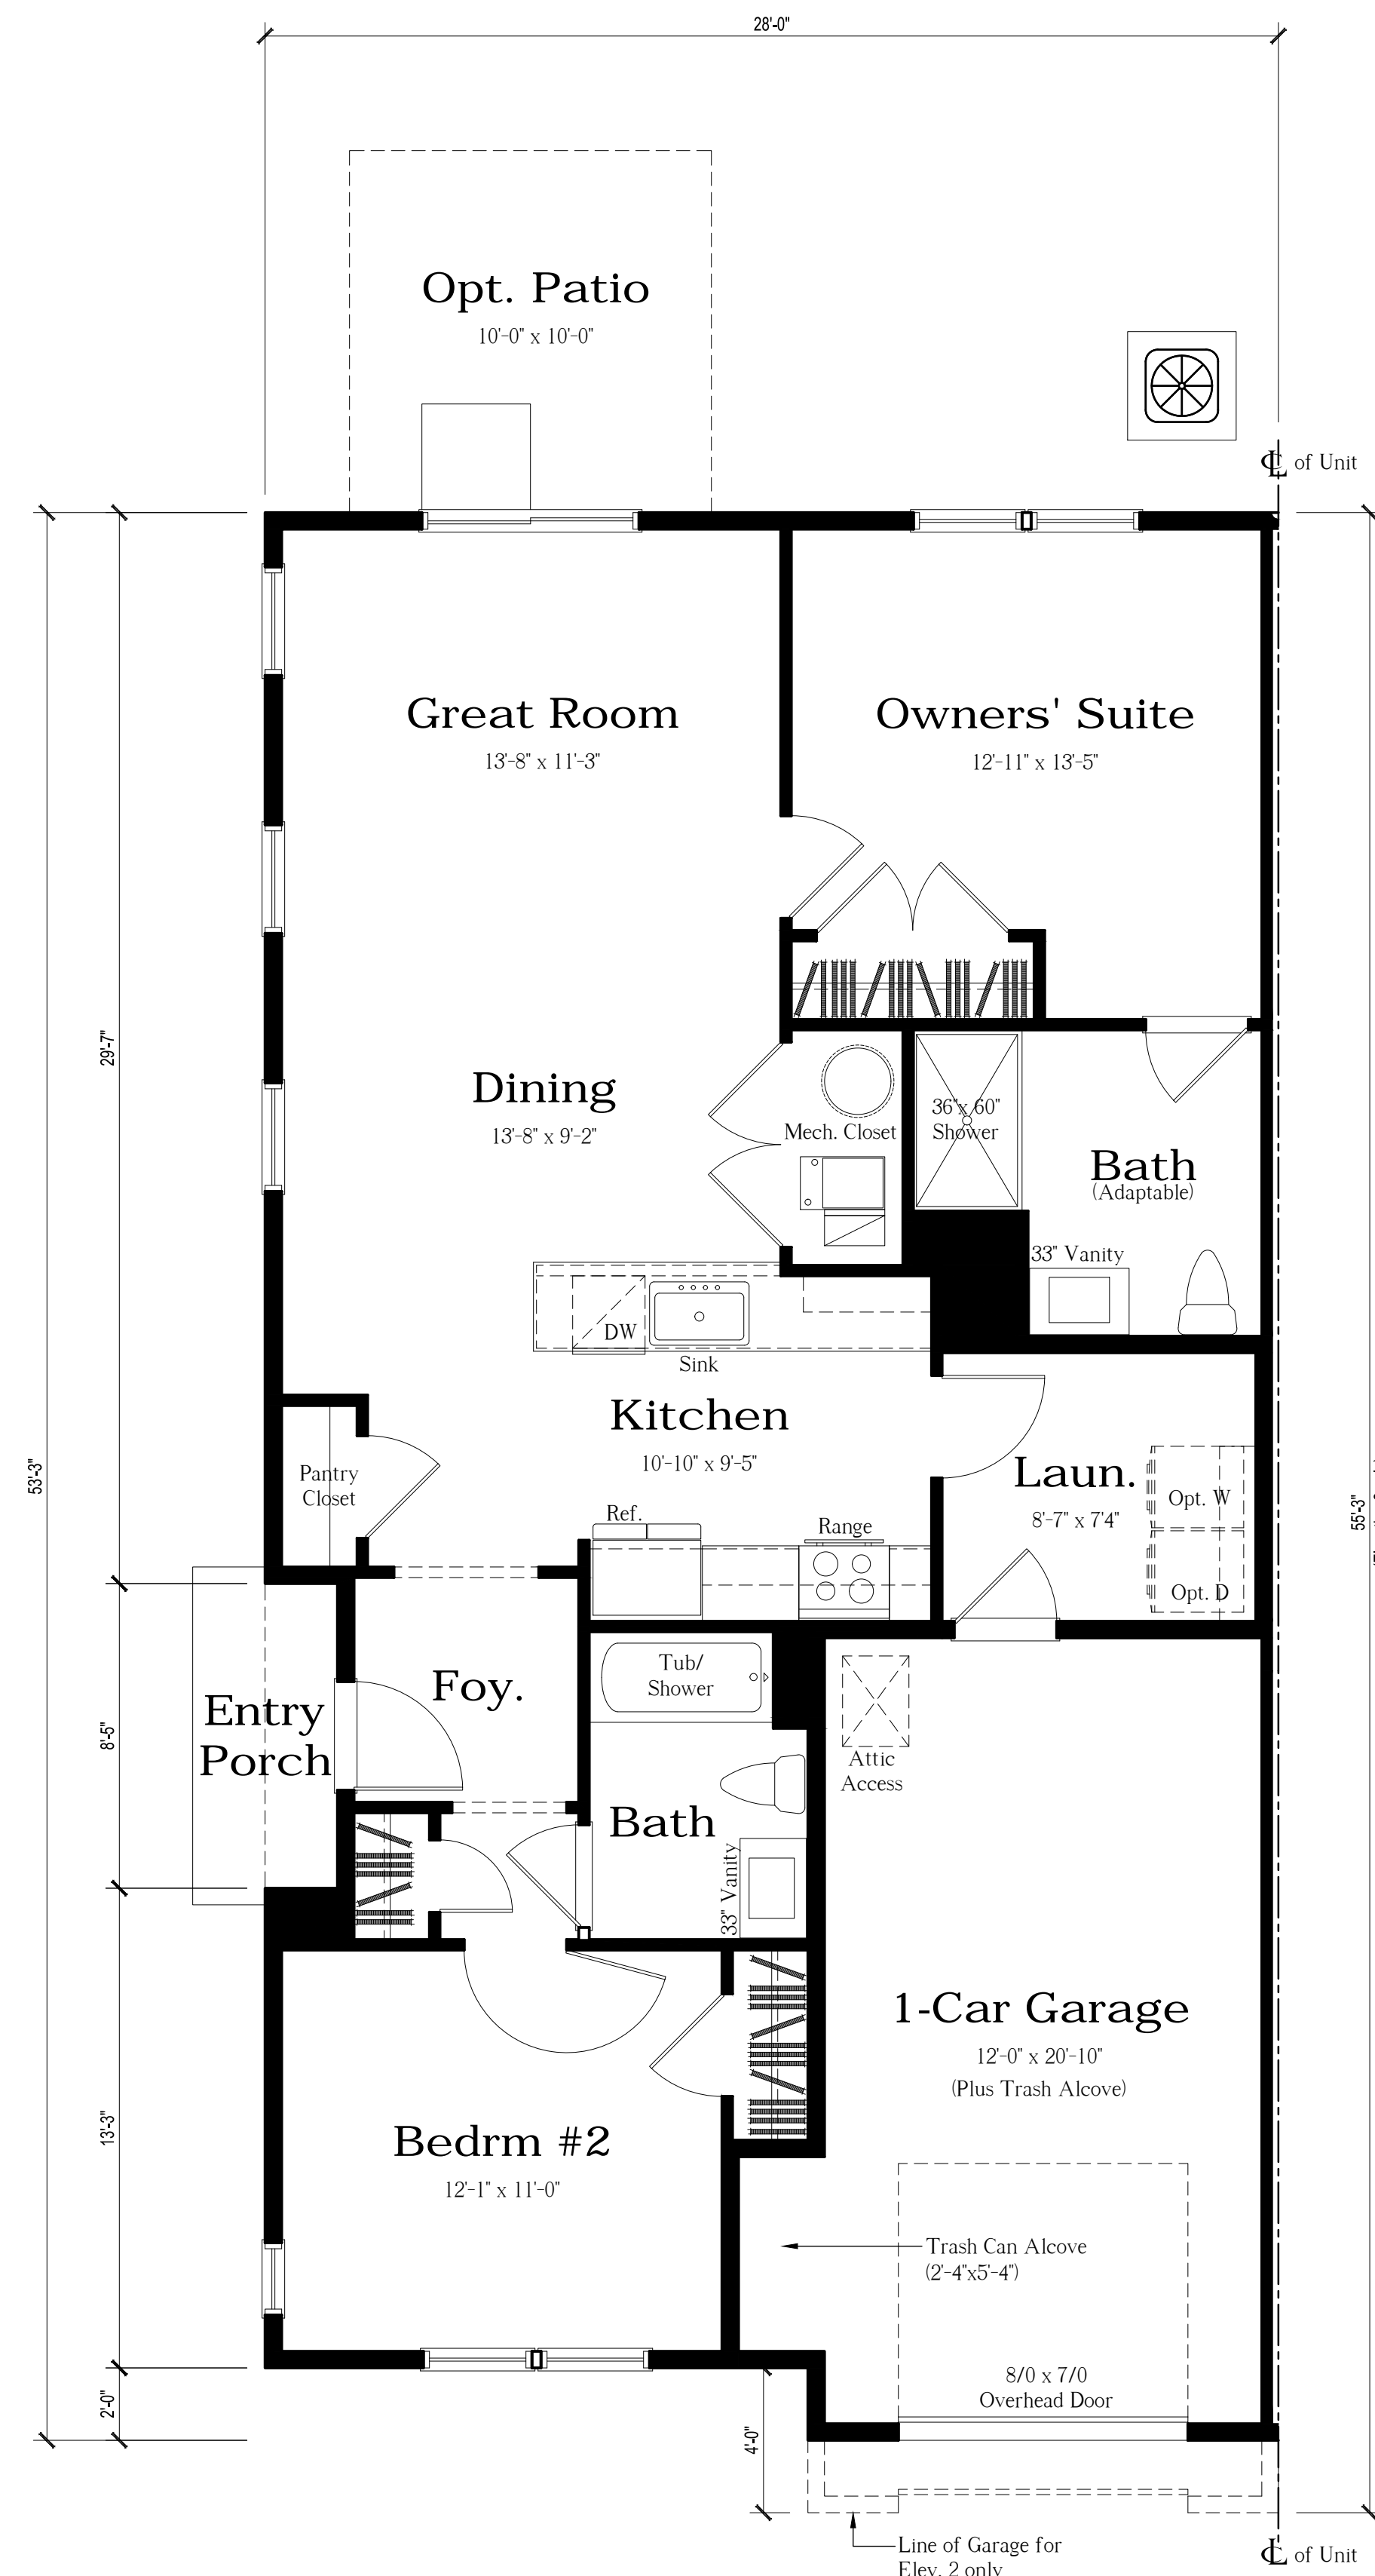 28'-0"
Opt. Patio
10'-0" x 10'-0"
℄ of Unit
Great Room
13'-8" x 11'-3"
Owners' Suite
12'-11" x 13'-5"
29'-7"
Dining
13'-8" x 9'-2"
Mech. Closet
36"x 60"
Shower
Bath
(Adaptable)
33" Vanity
DW
Sink
Kitchen
10'-10" x 9'-5"
Pantry
Closet
53'-3"
Laun.
8'-7" x 7'4"
Opt. W
Opt. D
55'-3"
Ref.
Range
Tub/
Shower
Foy.
Entry
Porch
8'-5"
Attic
Access
Bath
33" Vanity
1-Car Garage
12'-0" x 20'-10"
(Plus Trash Alcove)
13'-3"
Bedrm #2
12'-1" x 11'-0"
Trash Can Alcove
(2'-4"x5'-4")
8/0 x 7/0
Overhead Door
2'-0"
4'-0"
Line of Garage for
Elev. 2 only
℄ of Unit